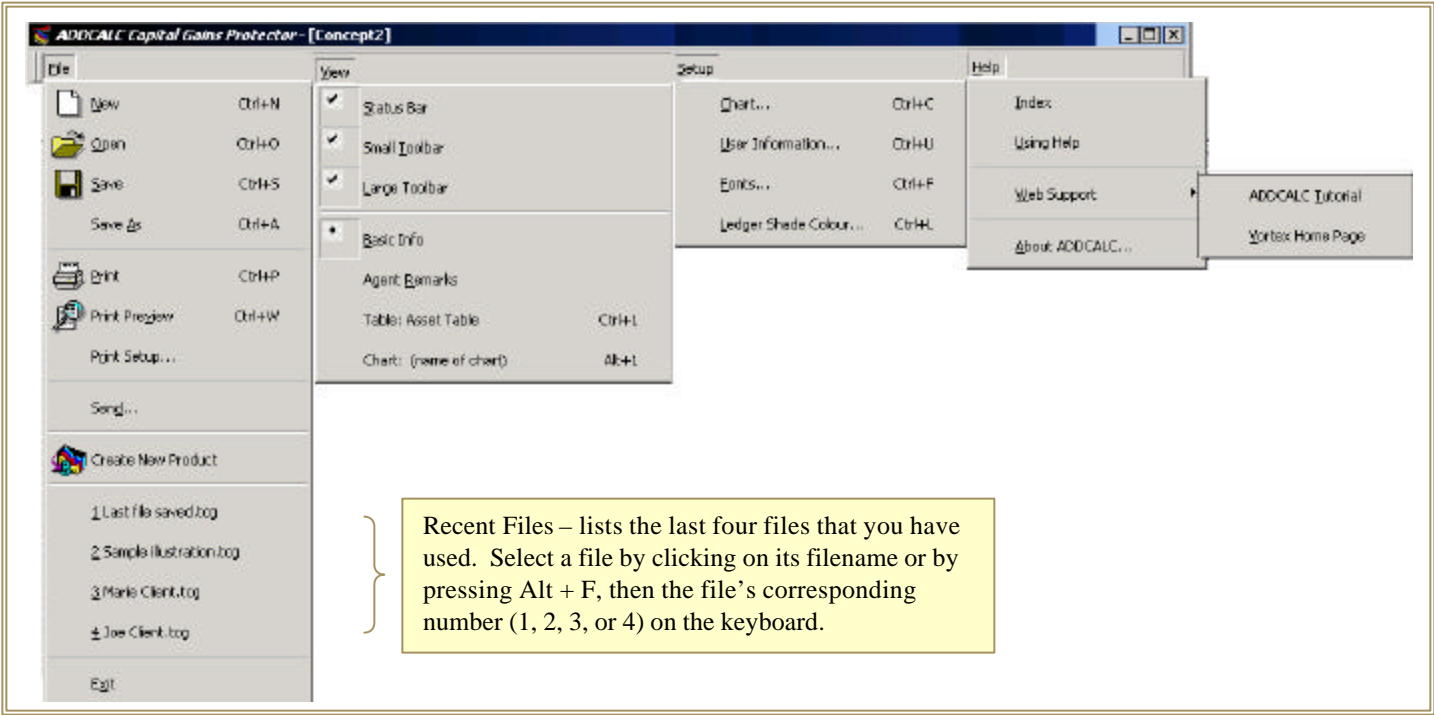 ADDCALC Capital Gains Protector - [Concept2]
File
New Ctrl+N
Open Ctrl+O
Save Ctrl+S
Save As Ctrl+A
Print Ctrl+P
Print Preview Ctrl+W
Print Setup...
Send...
Create New Product
1 Last file saved.tcg
2 Sample illustration.tcg
3 Marie Client.tcg
4 Joe Client.tcg
Exit
View
Status Bar
Small Toolbar
Large Toolbar
Basic Info
Agent Remarks
Table: Asset Table Ctrl+1
Chart: (name of chart) Alt+1
Setup
Chart... Ctrl+C
User Information... Ctrl+U
Fonts... Ctrl+F
Ledger Shade Colour... Ctrl+L
Help
Index
Using Help
Web Support
About ADDCALC...
ADDCALC Tutorial
Vortex Home Page
Recent Files – lists the last four files that you have
used. Select a file by clicking on its filename or by
pressing Alt + F, then the file's corresponding
number (1, 2, 3, or 4) on the keyboard.